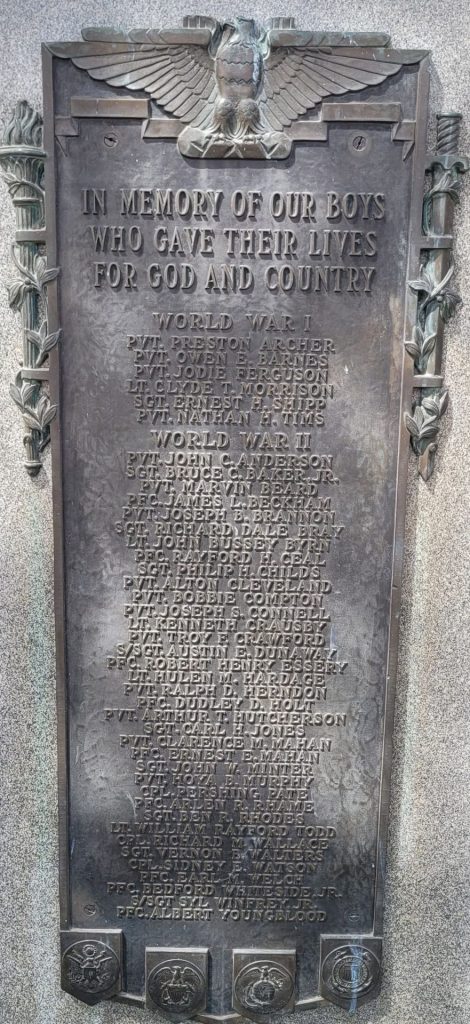 IN MEMORY OF OUR BOYS
WHO GAVE THEIR LIVES
FOR GOD AND COUNTRY
WORLD WAR I
PVT. PRESTON ARCHER
PVT. OWEN E. BARNES
PVT. JODIE FERGUSON
LT. CLYDE T. MORRISON
SGT. ERNEST H. SHIPP
PVT. NATHAN H. TIMS
WORLD WAR II
PVT. JOHN C. ANDERSON
SGT. BRUCE C. BAKER, JR.
PVT. MARVIN BEARD
PFC. JAMES L. BECKHAM
PVT. JOSEPH E. BRANNON
SGT. RICHARD DALE BRAY
LT. JOHN BUSSEY BYRN
PFC. RAYFORD H. CEAL
SGT. PHILIP H. CHILDS
PVT. ALTON CLEVELAND
PVT. BOBBIE COMPTON
PVT. JOSEPH S. CONNELL
LT. KENNETH CRAUSBY
PVT. TROY F. CRAWFORD
S/SGT. AUSTIN E. DUNAWAY
PFC. ROBERT HENRY ESSERY
LT. HULEN M. HARDAGE
PVT. RALPH D. HERNDON
PFC. DUDLEY D. HOLT
PVT. ARTHUR T. HUTCHERSON
SGT. CARL H. JONES
PVT. CLARENCE M. MAHAN
PFC. ERNEST E. MAHAN
SGT. JOHN W. MINTER
PVT. HOY MURPHY
CPL. PERSHING PATE
PFC. ARLEN R. RHAME
SGT. BEN R. RHODES
LT. WILLIAM RAYFORD TODD
CPL. RICHARD M. WALLACE
SGT. VERNON E. WALTERS
CPL. E. WATSON
PFC. EARL M. WELCH
PFC. BEDFORD WHITESIDE, JR.
S/SGT SYL WINFREY, JR.
PFC. ALBERT YOUNGBLOOD